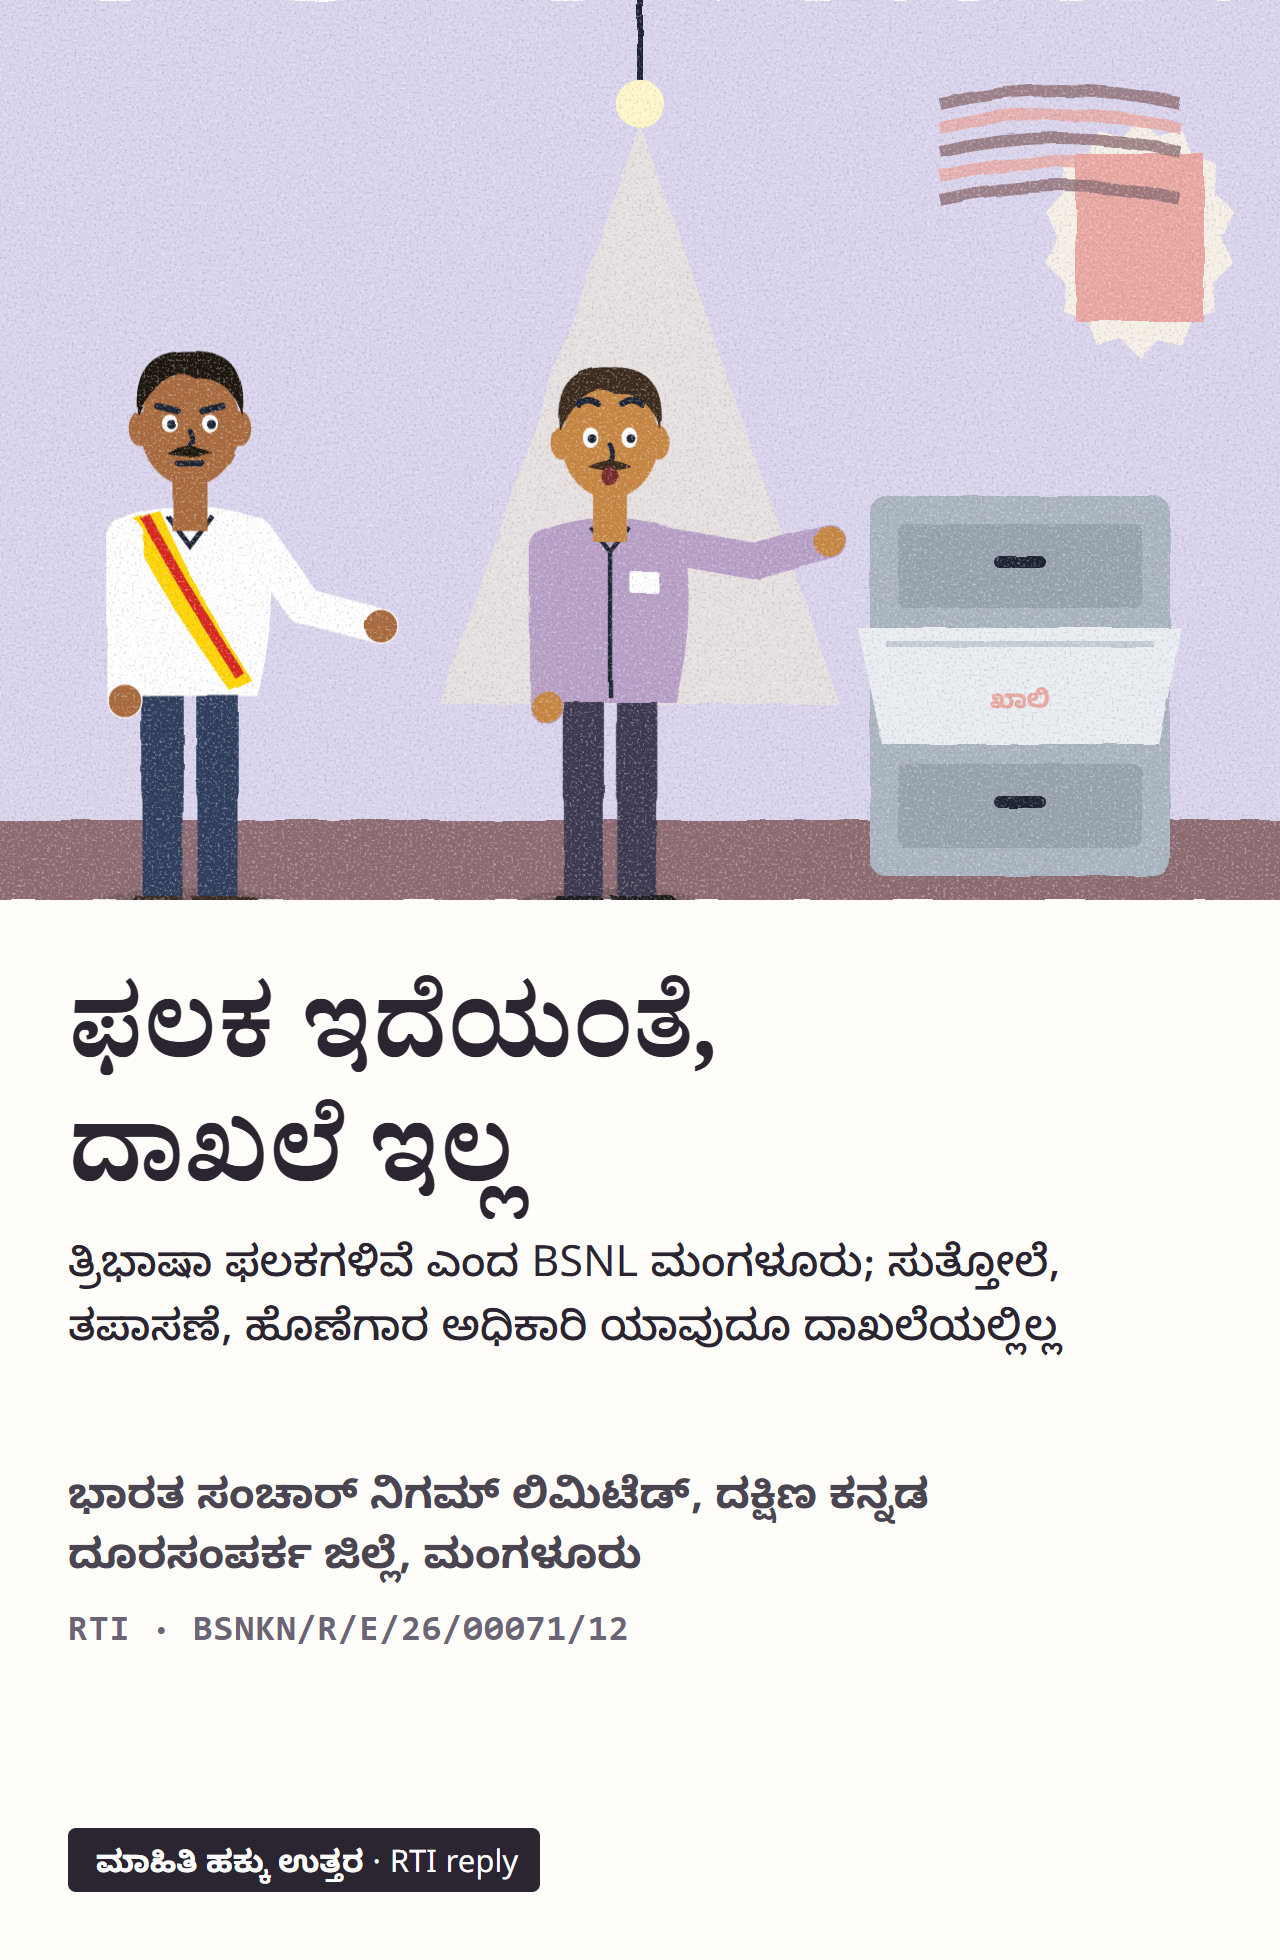 ಖಾಲಿ
ಫಲಕ ಇದೆಯಂತೆ,
ದಾಖಲೆ ಇಲ್ಲ
ತ್ರಿಭಾಷಾ ಫಲಕಗಳಿವೆ ಎಂದ BSNL ಮಂಗಳೂರು; ಸುತ್ತೋಲೆ,
ತಪಾಸಣೆ, ಹೊಣೆಗಾರ ಅಧಿಕಾರಿ ಯಾವುದೂ ದಾಖಲೆಯಲ್ಲಿಲ್ಲ
ಭಾರತ ಸಂಚಾರ್ ನಿಗಮ್ ಲಿಮಿಟೆಡ್, ದಕ್ಷಿಣ ಕನ್ನಡ
ದೂರಸಂಪರ್ಕ ಜಿಲ್ಲೆ, ಮಂಗಳೂರು
RTI · BSNKN/R/E/26/00071/12
ಮಾಹಿತಿ ಹಕ್ಕು ಉತ್ತರ · RTI reply